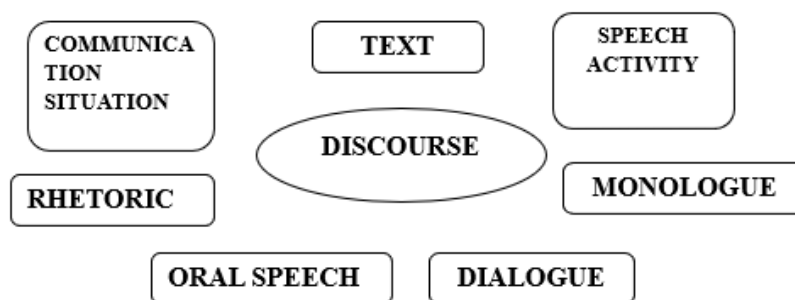 COMMUNICA
TION
SITUATION
TEXT
SPEECH
ACTIVITY
DISCOURSE
RHETORIC
MONOLOGUE
ORAL SPEECH
DIALOGUE